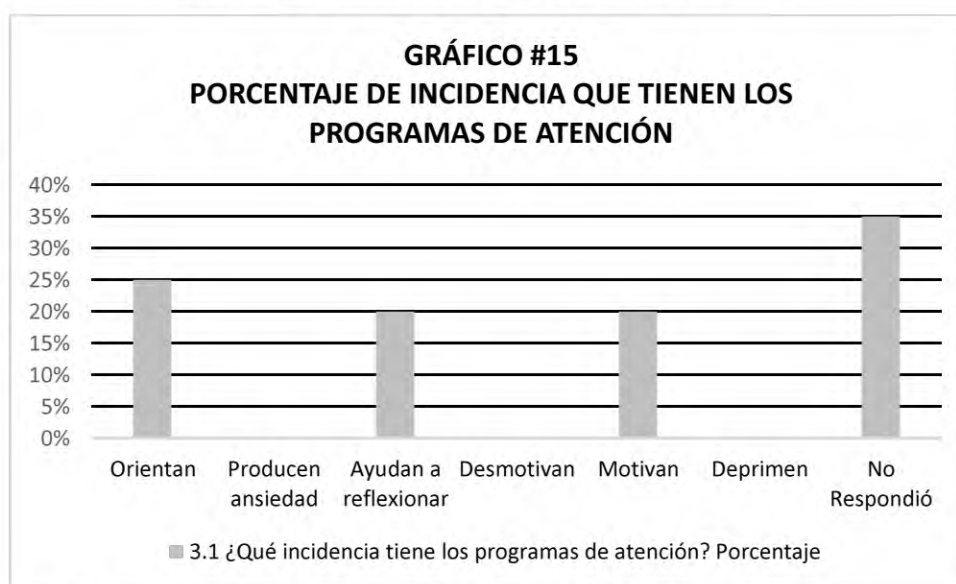 GRÁFICO #15
PORCENTAJE DE INCIDENCIA QUE TIENEN LOS
PROGRAMAS DE ATENCIÓN
40%
35%
30%
25%
20%
15%
10%
5%
0%
Orientan
Producen
ansiedad
Ayudan a
reflexionar
Desmotivan
Motivan
Deprimen
No
Respondió
3.1 ¿Qué incidencia tiene los programas de atención? Porcentaje